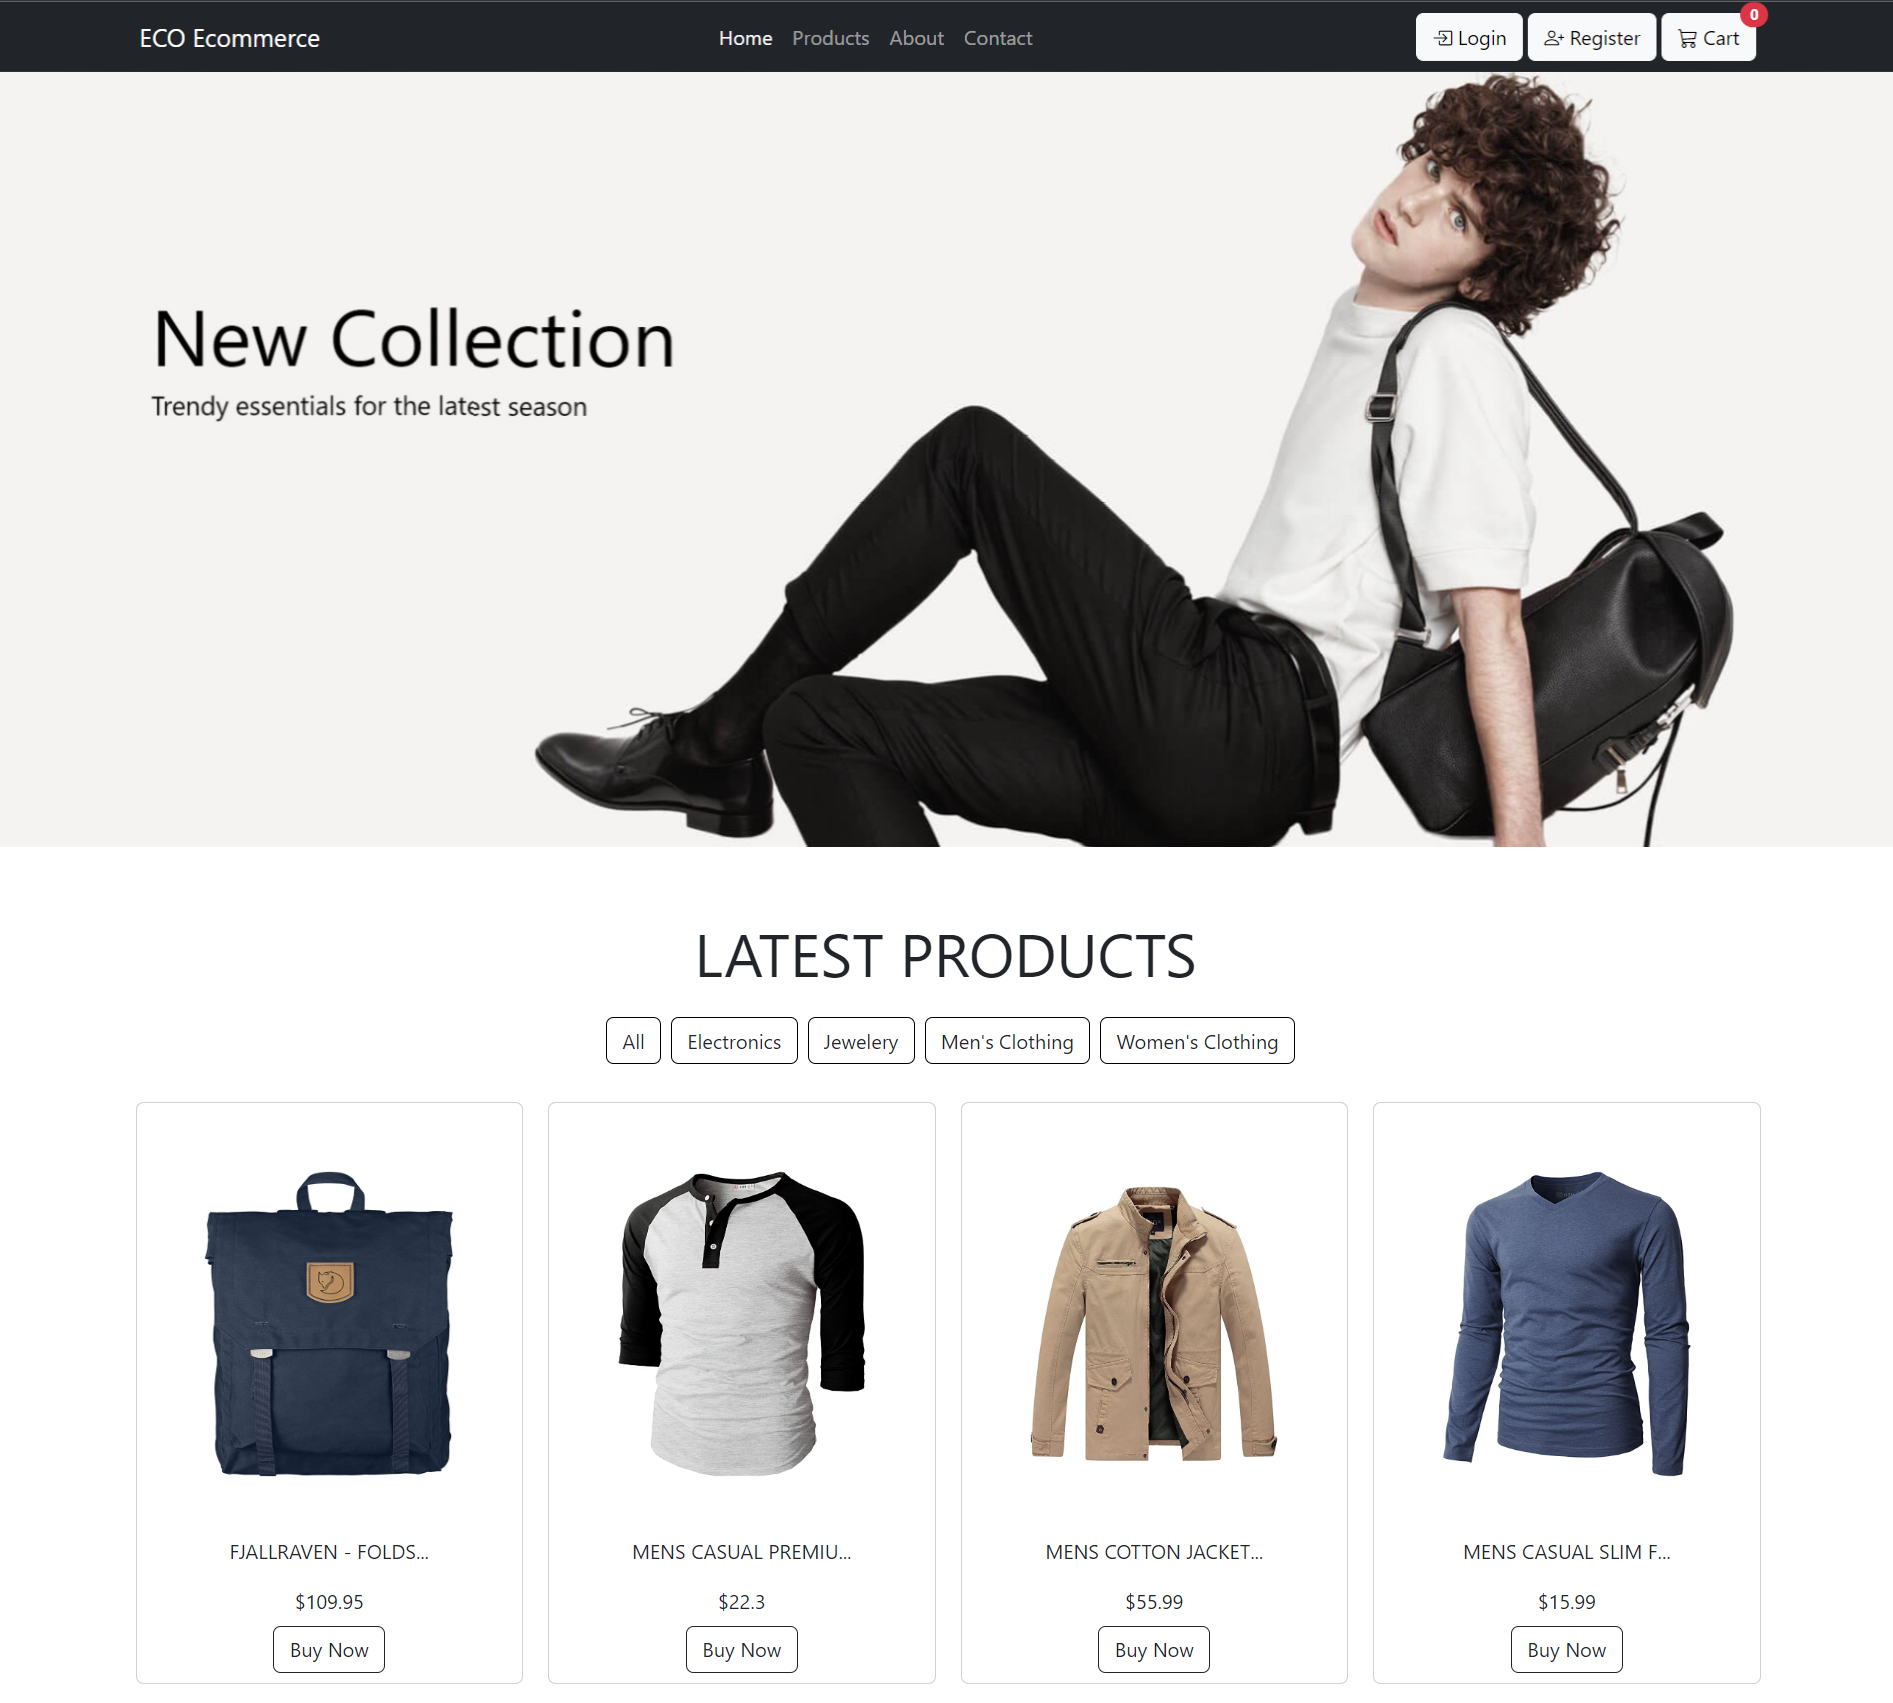 ECO Ecommerce
Home Products About Contact
Login Register Cart 0
New Collection
Trendy essentials for the latest season
LATEST PRODUCTS
All Electronics Jewelery Men's Clothing Women's Clothing
FJALLRAVEN - FOLDS... MENS CASUAL PREMIU... MENS COTTON JACKET... MENS CASUAL SLIM F...
$109.95 $22.3 $55.99 $15.99
Buy Now Buy Now Buy Now Buy Now